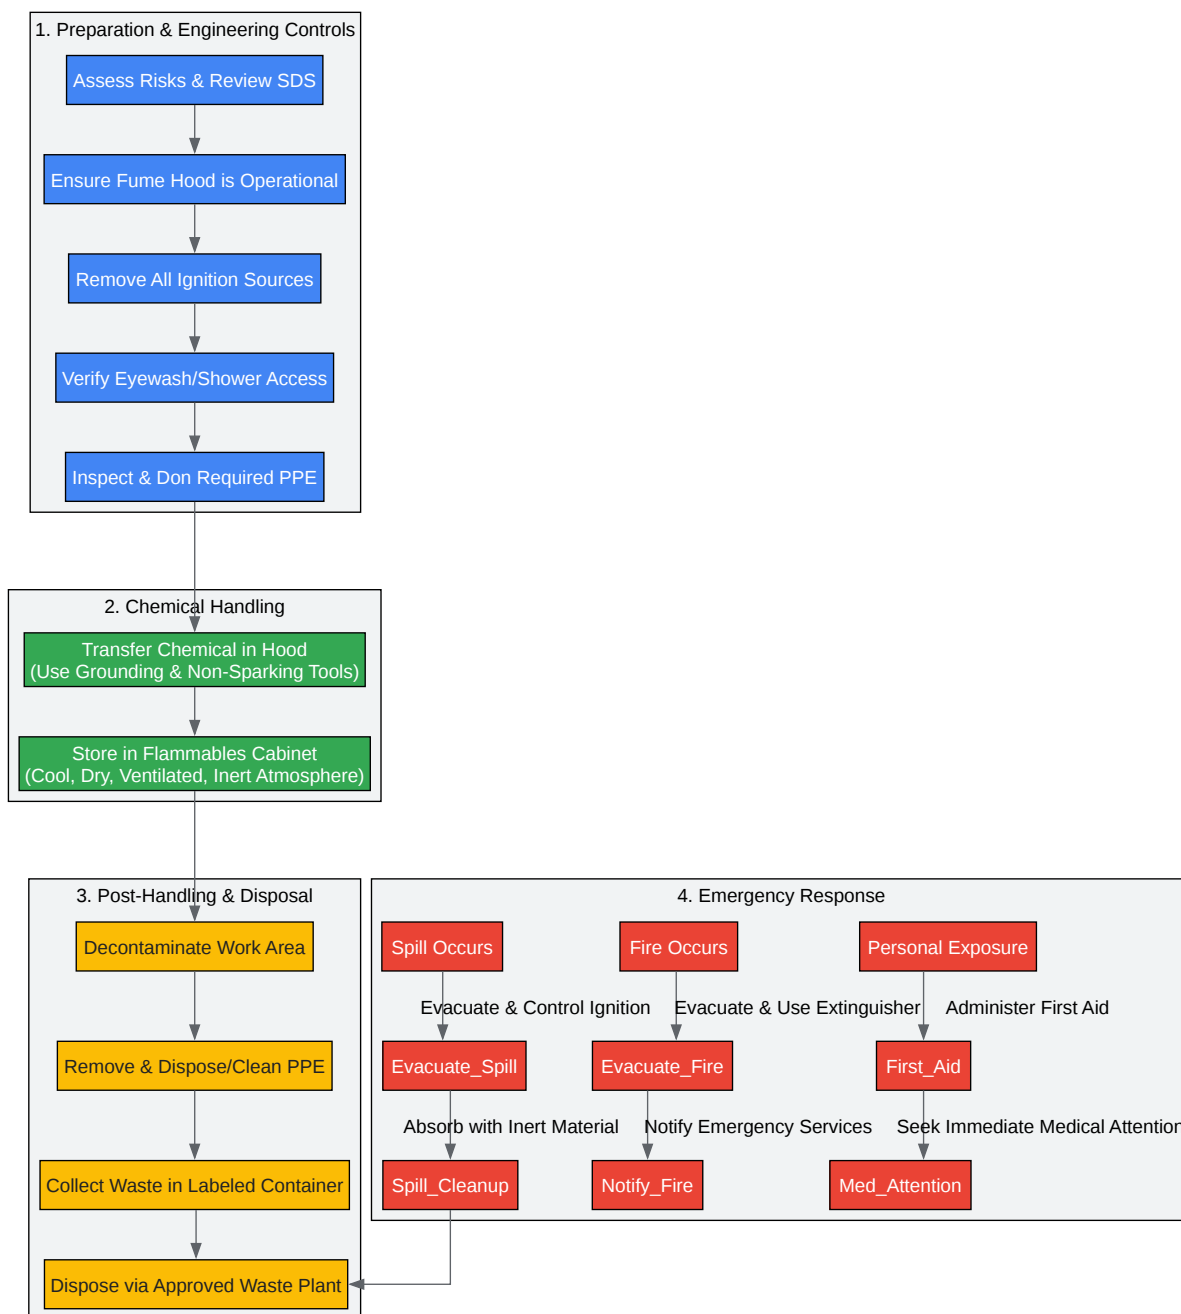 1. Preparation & Engineering Controls
Assess Risks & Review SDS
Ensure Fume Hood is Operational
Remove All Ignition Sources
Verify Eyewash/Shower Access
Inspect & Don Required PPE
2. Chemical Handling
Transfer Chemical in Hood
(Use Grounding & Non-Sparking Tools)
Store in Flammables Cabinet
(Cool, Dry, Ventilated, Inert Atmosphere)
3. Post-Handling & Disposal
Decontaminate Work Area
Remove & Dispose/Clean PPE
Collect Waste in Labeled Container
Dispose via Approved Waste Plant
4. Emergency Response
Spill Occurs
Evacuate & Control Ignition
Evacuate_Spill
Absorb with Inert Material
Spill_Cleanup
Fire Occurs
Evacuate & Use Extinguisher
Evacuate_Fire
Notify Emergency Services
Notify_Fire
Personal Exposure
Administer First Aid
First_Aid
Seek Immediate Medical Attention
Med_Attention